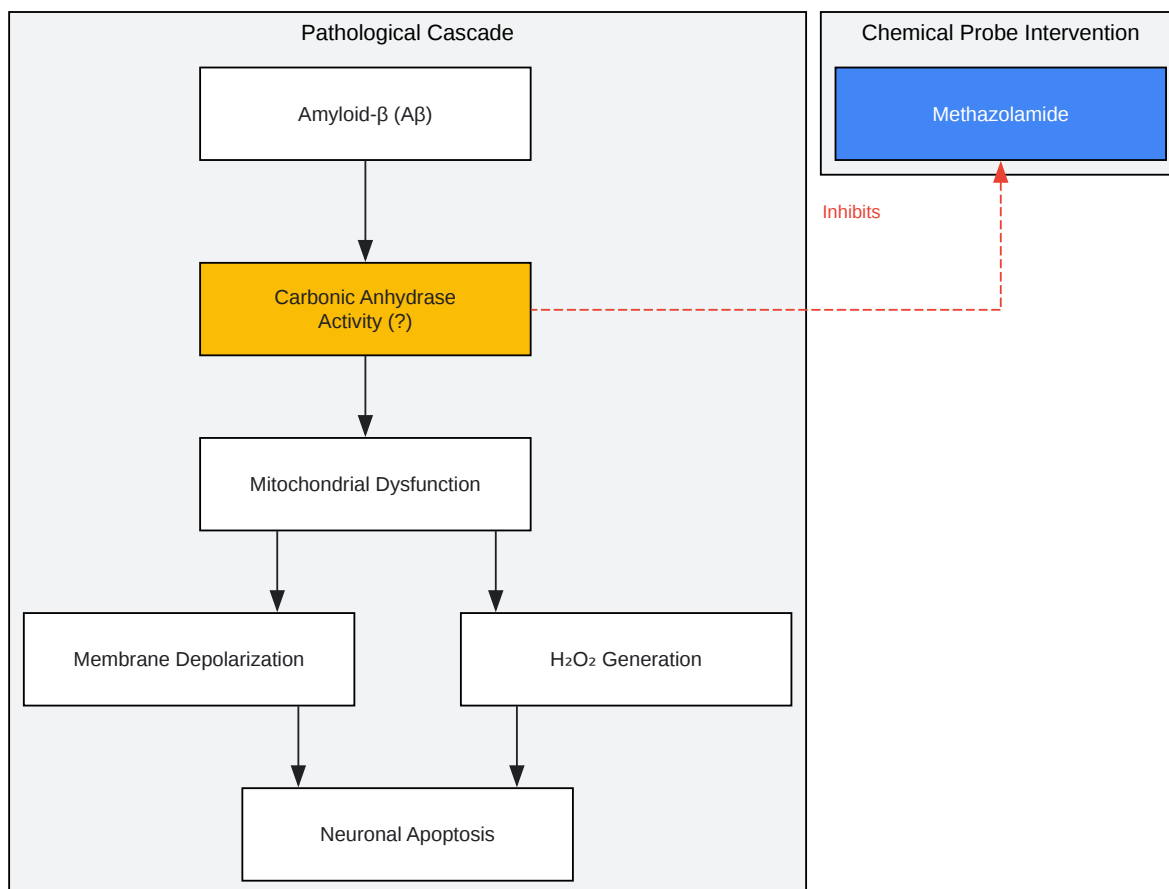 Pathological Cascade
Amyloid-β (Aβ)
Carbonic Anhydrase
Activity (?)
Mitochondrial Dysfunction
Membrane Depolarization
H₂O₂ Generation
Neuronal Apoptosis
Chemical Probe Intervention
Methazolamide
Inhibits